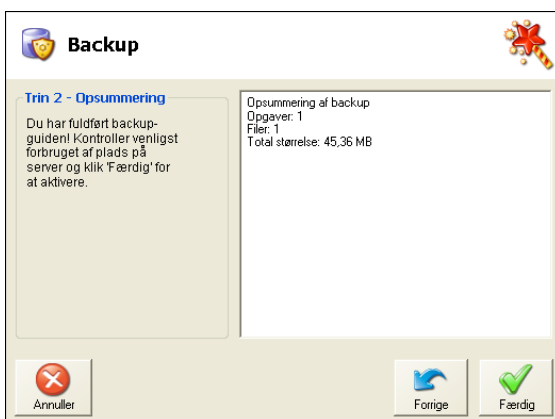 Backup
Trin 2 - Opsummering
Du har fuldført backup-
guiden! Kontroller venligst
forbruget af plads på
server og klik 'Færdig' for
at aktivere.
Opsummering af backup
Opgaver: 1
Filer: 1
Total størrelse: 45,36 MB
Annuller
Forrige
Færdig